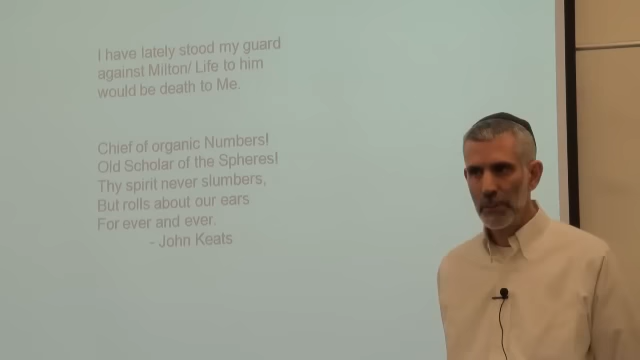 I have lately stood my guard
against Milton/ Life to him
would be death to Me.
Chief of organic Numbers!
Old Scholar of the Spheres!
Thy spirit never slumbers,
But rolls about our ears
For ever and ever.
- John Keats